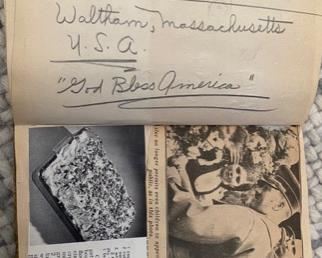 Waltham, Massachusetts
U.S.A.
"God Bless America"
no longer permits even children to appear
public, as in this photo